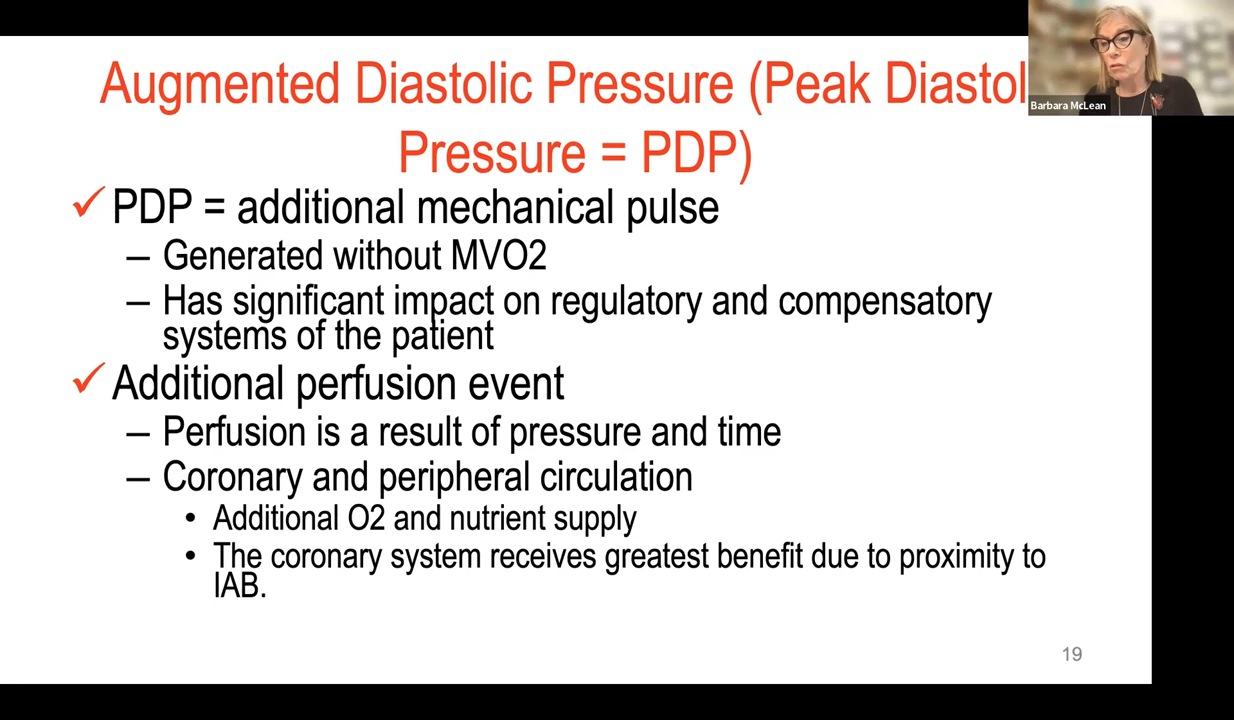 Augmented Diastolic Pressure (Peak Diastol
Pressure = PDP)
Barbara McLean
✓ PDP = additional mechanical pulse
– Generated without MVO2
– Has significant impact on regulatory and compensatory
systems of the patient
✓ Additional perfusion event
– Perfusion is a result of pressure and time
– Coronary and peripheral circulation
• Additional O2 and nutrient supply
• The coronary system receives greatest benefit due to proximity to
IAB.
19